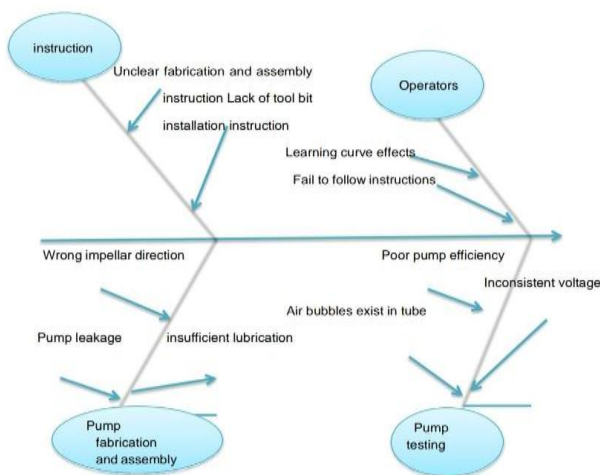 instruction
Unclear fabrication and assembly
instruction Lack of tool bit
installation instruction
Operators
Learning curve effects
Fail to follow instructions
Wrong impellar direction
Poor pump efficiency
Inconsistent voltage
Air bubbles exist in tube
Pump leakage
insufficient lubrication
Pump
fabrication
and assembly
Pump
testing